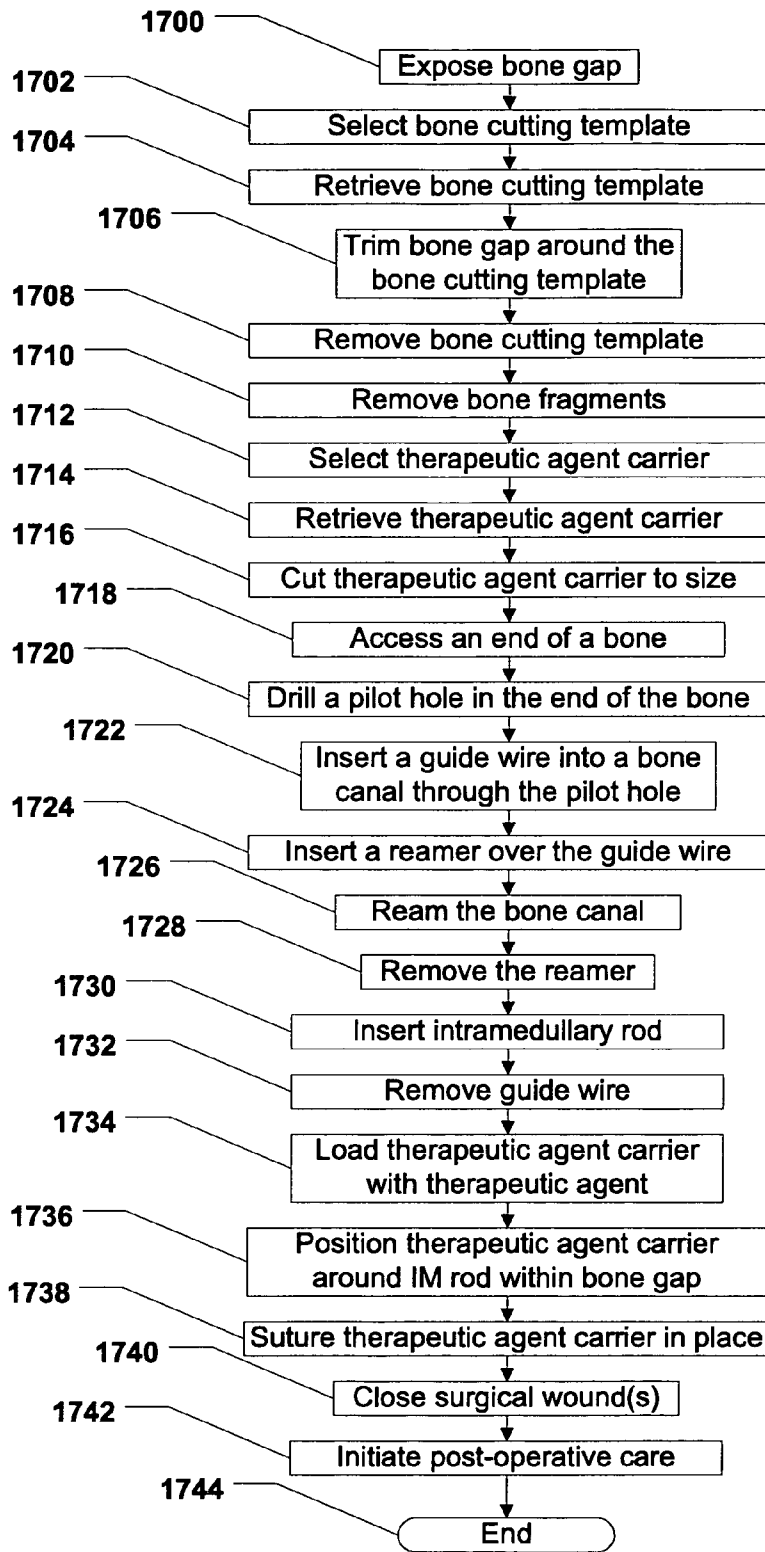 1700
Expose bone gap
1702
Select bone cutting template
1704
Retrieve bone cutting template
1706
Trim bone gap around the
bone cutting template
1708
Remove bone cutting template
1710
Remove bone fragments
1712
Select therapeutic agent carrier
1714
Retrieve therapeutic agent carrier
1716
Cut therapeutic agent carrier to size
1718
Access an end of a bone
1720
Drill a pilot hole in the end of the bone
1722
Insert a guide wire into a bone
canal through the pilot hole
1724
Insert a reamer over the guide wire
1726
Ream the bone canal
1728
Remove the reamer
1730
Insert intramedullary rod
1732
Remove guide wire
1734
Load therapeutic agent carrier
with therapeutic agent
1736
Position therapeutic agent carrier
around IM rod within bone gap
1738
Suture therapeutic agent carrier in place
1740
Close surgical wound(s)
1742
Initiate post-operative care
1744
End